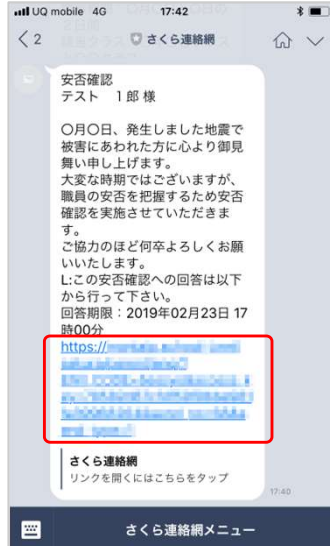 UQ mobile 4G 17:42
2 さくら連絡網
安否確認
テスト 1郎 様
〇月〇日、発生しました地震で
被害にあわれた方に心より御見
舞い申し上げます。
大変な時期ではございますが、
職員の安否を把握するため安否
確認を実施させていただきま
す。
ご協力のほど何卒よろしくお願
いいたします。
L:この安否確認への回答は以下
から行って下さい。
回答期限：2019年02月23日 17
時00分
https://
さくら連絡網
リンクを開くにはこちらをタップ
17:40
さくら連絡網メニュー